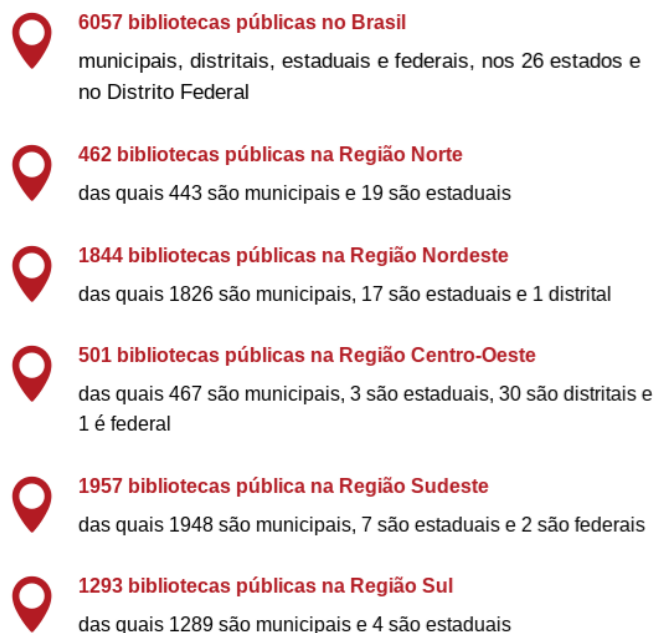 6057 bibliotecas públicas no Brasil
municipais, distritais, estaduais e federais, nos 26 estados e
no Distrito Federal
462 bibliotecas públicas na Região Norte
das quais 443 são municipais e 19 são estaduais
1844 bibliotecas públicas na Região Nordeste
das quais 1826 são municipais, 17 são estaduais e 1 distrital
501 bibliotecas públicas na Região Centro-Oeste
das quais 467 são municipais, 3 são estaduais, 30 são distritais e
1 é federal
1957 bibliotecas pública na Região Sudeste
das quais 1948 são municipais, 7 são estaduais e 2 são federais
1293 bibliotecas públicas na Região Sul
das quais 1289 são municipais e 4 são estaduais